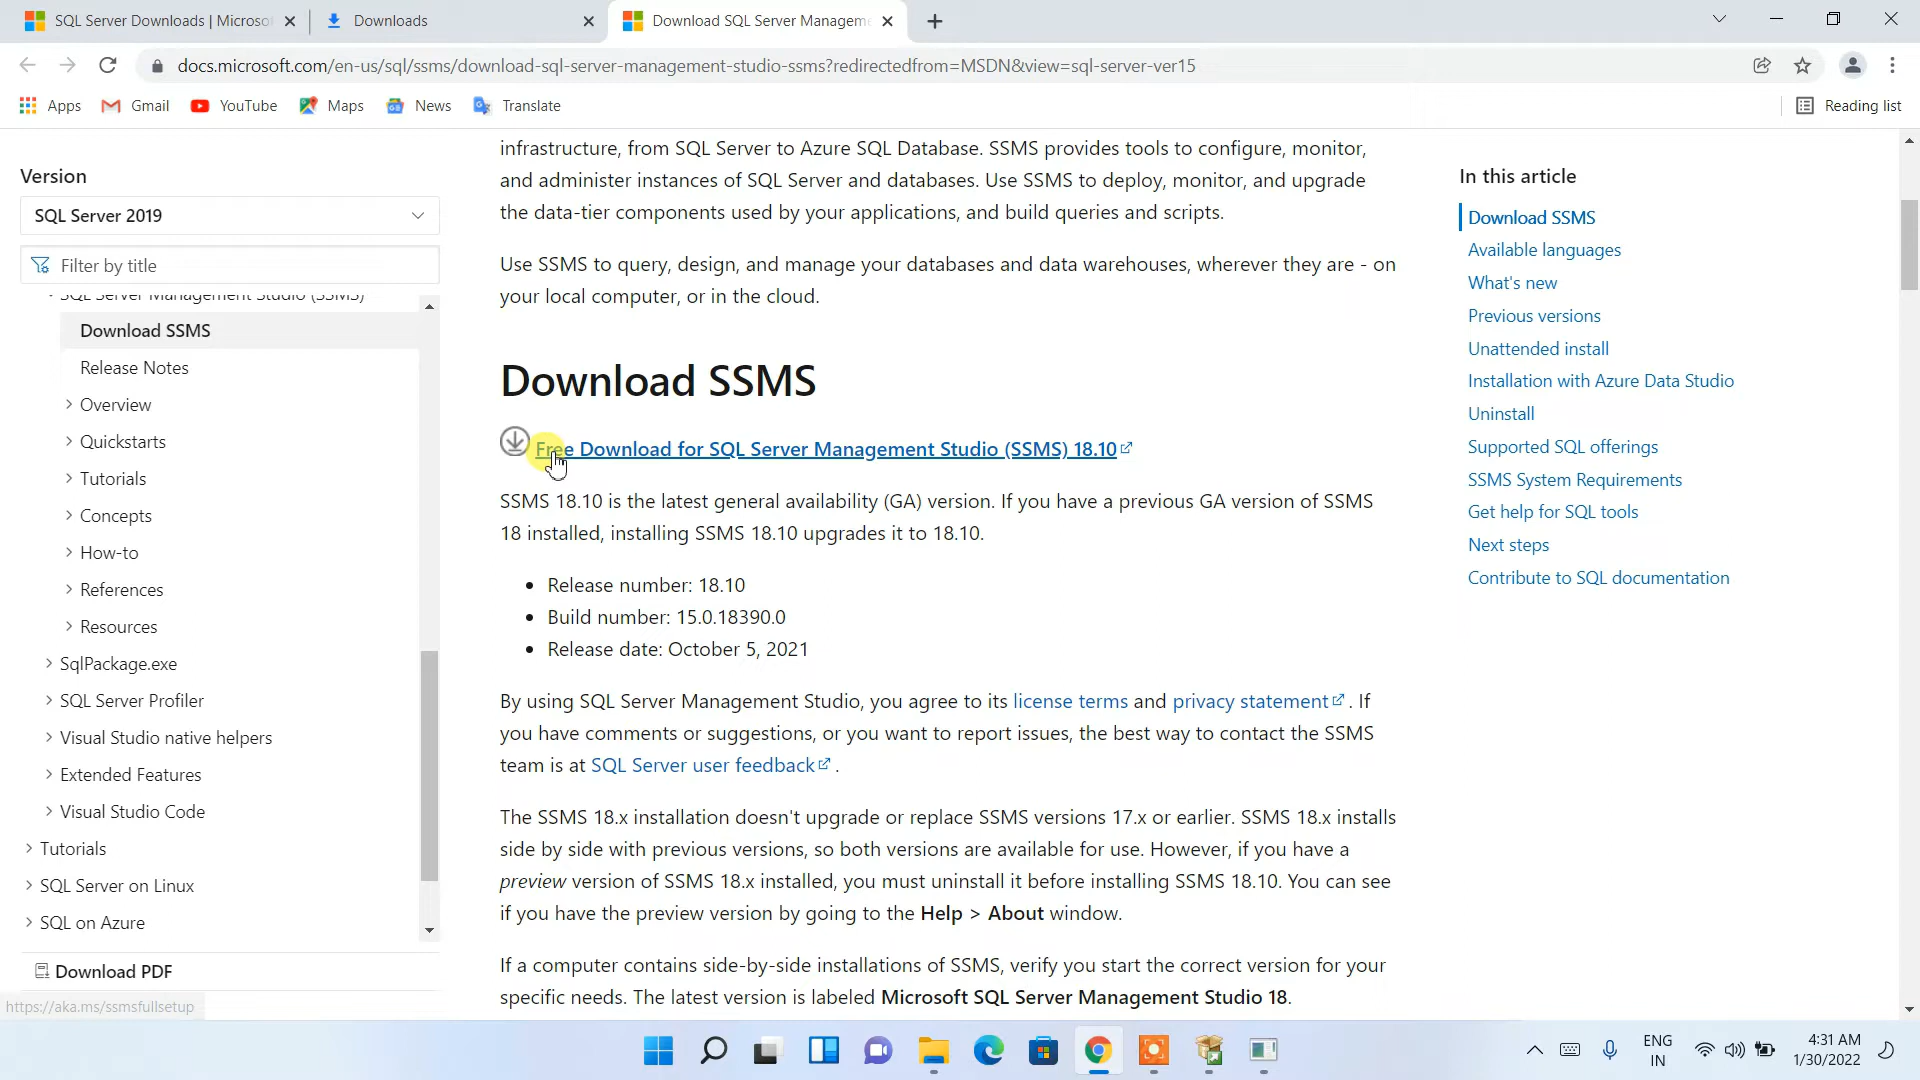 SQL Server Downloads | Microso
Downloads
Download SQL Server Managem
docs.microsoft.com/en-us/sql/ssms/download-sql-server-management-studio-ssms?redirectedfrom=MSDN&view=sql-server-ver15
Apps
Gmail
YouTube
Maps
News
Translate
Reading list
Version
SQL Server 2019
Filter by title
SQL Server Management Studio (SSMS)
Download SSMS
Release Notes
Overview
Quickstarts
Tutorials
Concepts
How-to
References
Resources
SqlPackage.exe
SQL Server Profiler
Visual Studio native helpers
Extended Features
Visual Studio Code
Tutorials
SQL Server on Linux
SQL on Azure
Download PDF
https://aka.ms/ssmsfullsetup
infrastructure, from SQL Server to Azure SQL Database. SSMS provides tools to configure, monitor,
and administer instances of SQL Server and databases. Use SSMS to deploy, monitor, and upgrade
the data-tier components used by your applications, and build queries and scripts.
Use SSMS to query, design, and manage your databases and data warehouses, wherever they are - on
your local computer, or in the cloud.
Download SSMS
Free Download for SQL Server Management Studio (SSMS) 18.10
SSMS 18.10 is the latest general availability (GA) version. If you have a previous GA version of SSMS
18 installed, installing SSMS 18.10 upgrades it to 18.10.
• Release number: 18.10
• Build number: 15.0.18390.0
• Release date: October 5, 2021
By using SQL Server Management Studio, you agree to its license terms and privacy statement. If
you have comments or suggestions, or you want to report issues, the best way to contact the SSMS
team is at SQL Server user feedback.
The SSMS 18.x installation doesn't upgrade or replace SSMS versions 17.x or earlier. SSMS 18.x installs
side by side with previous versions, so both versions are available for use. However, if you have a
preview version of SSMS 18.x installed, you must uninstall it before installing SSMS 18.10. You can see
if you have the preview version by going to the Help > About window.
If a computer contains side-by-side installations of SSMS, verify you start the correct version for your
specific needs. The latest version is labeled Microsoft SQL Server Management Studio 18.
In this article
Download SSMS
Available languages
What's new
Previous versions
Unattended install
Installation with Azure Data Studio
Uninstall
Supported SQL offerings
SSMS System Requirements
Get help for SQL tools
Next steps
Contribute to SQL documentation
ENG
IN
4:31 AM
1/30/2022